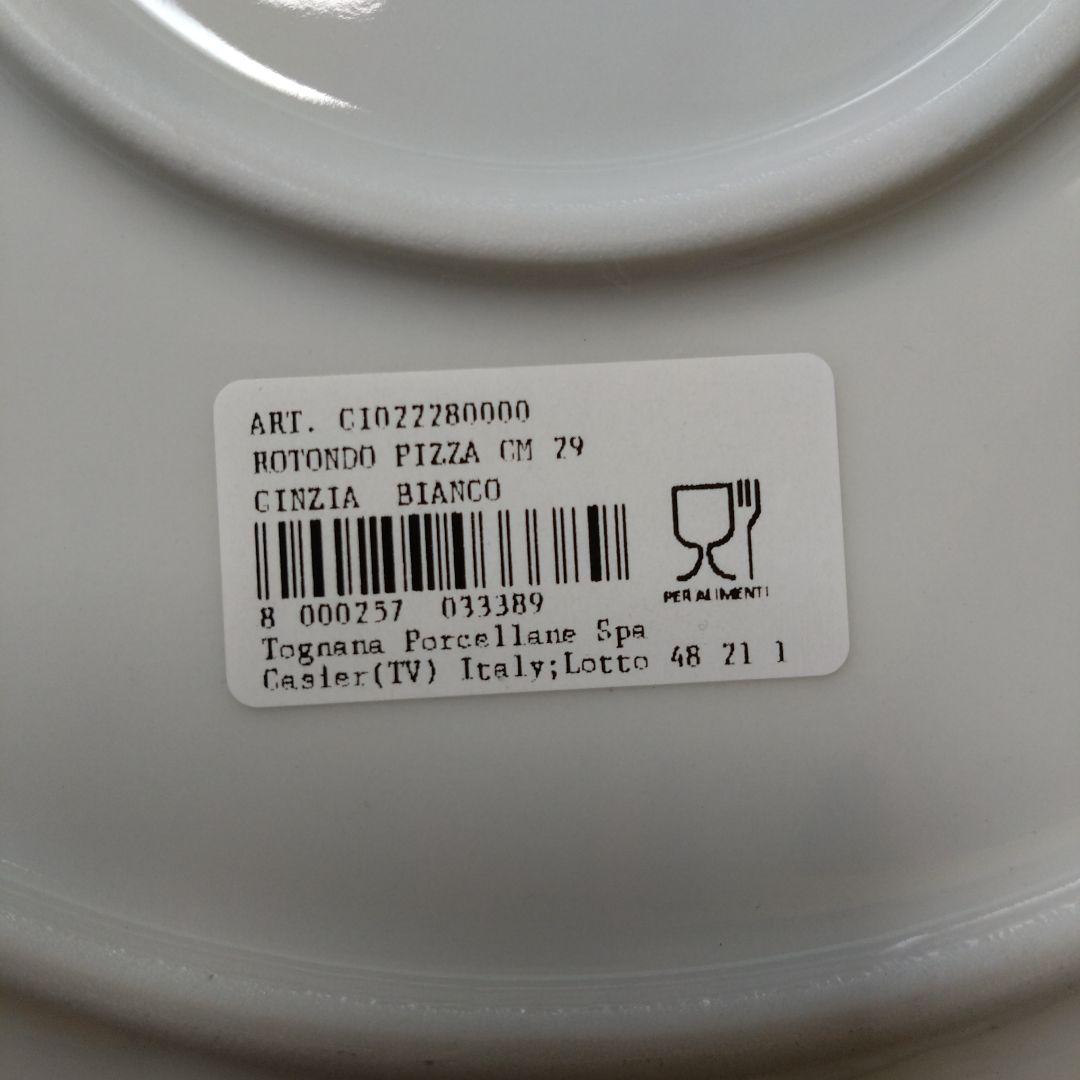 ART. CI022280000
ROTONDO PIZZA CM 29
CINZIA BIANCO
8 000257 033389
PER ALIMENTI
Tognana Porcellane Spa
Casier(TV) Italy;Lotto 48 21 1